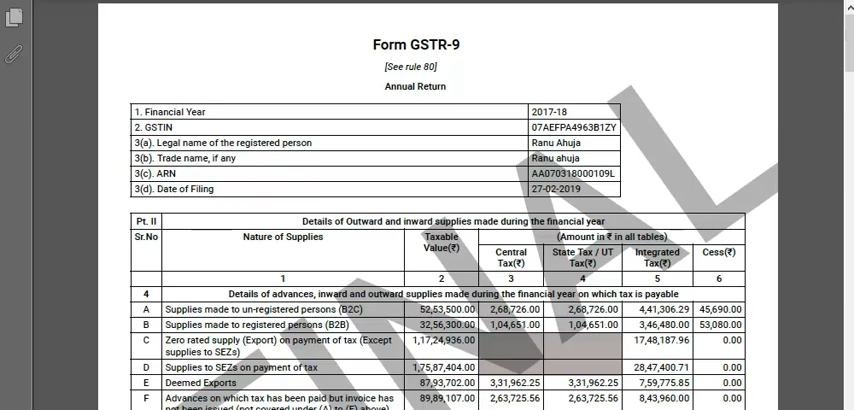 Form GSTR-9
[See rule 80]
Annual Return
1. Financial Year 2017-18
2. GSTIN 07AEFPA4963B1ZY
3(a). Legal name of the registered person Ranu Ahuja
3(b). Trade name, if any Ranu ahuja
3(c). ARN AA070318000109L
3(d). Date of Filing 27-02-2019
Pt. II Details of Outward and inward supplies made during the financial year
Sr.No Nature of Supplies Taxable Value(₹) (Amount in ₹ in all tables)
Central Tax(₹) State Tax / UT Tax(₹) Integrated Tax(₹) Cess(₹)
1 2 3 4 5 6
4 Details of advances, inward and outward supplies made during the financial year on which tax is payable
A Supplies made to un-registered persons (B2C) 52,53,500.00 2,68,726.00 2,68,726.00 4,41,306.29 45,690.00
B Supplies made to registered persons (B2B) 32,56,300.00 1,04,651.00 1,04,651.00 3,46,480.00 53,080.00
C Zero rated supply (Export) on payment of tax (Except 1,17,24,936.00 17,48,187.96 0.00
supplies to SEZs)
D Supplies to SEZs on payment of tax 1,75,87,404.00 28,47,400.71 0.00
E Deemed Exports 87,93,702.00 3,31,962.25 3,31,962.25 7,59,775.85 0.00
F Advances on which tax has been paid but invoice has 89,89,107.00 2,63,725.56 2,63,725.56 8,43,960.00 0.00
not been issued (not covered under (A) to (E) above)
FINAL